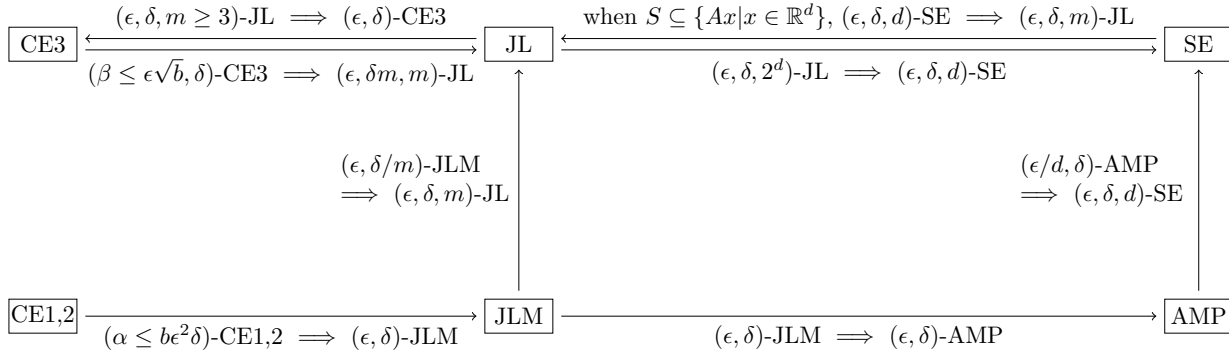 (ϵ, δ, m ≥ 3)-JL ⟹ (ϵ, δ)-CE3
when S ⊆ {Ax|x ∈ ℝ^d}, (ϵ, δ, d)-SE ⟹ (ϵ, δ, m)-JL
CE3
JL
SE
(β ≤ ϵ√b, δ)-CE3 ⟹ (ϵ, δm, m)-JL
(ϵ, δ, 2^d)-JL ⟹ (ϵ, δ, d)-SE
(ϵ, δ/m)-JLM
⟹ (ϵ, δ, m)-JL
(ϵ/d, δ)-AMP
⟹ (ϵ, δ, d)-SE
CE1,2
JLM
AMP
(α ≤ bϵ²δ)-CE1,2 ⟹ (ϵ, δ)-JLM
(ϵ, δ)-JLM ⟹ (ϵ, δ)-AMP